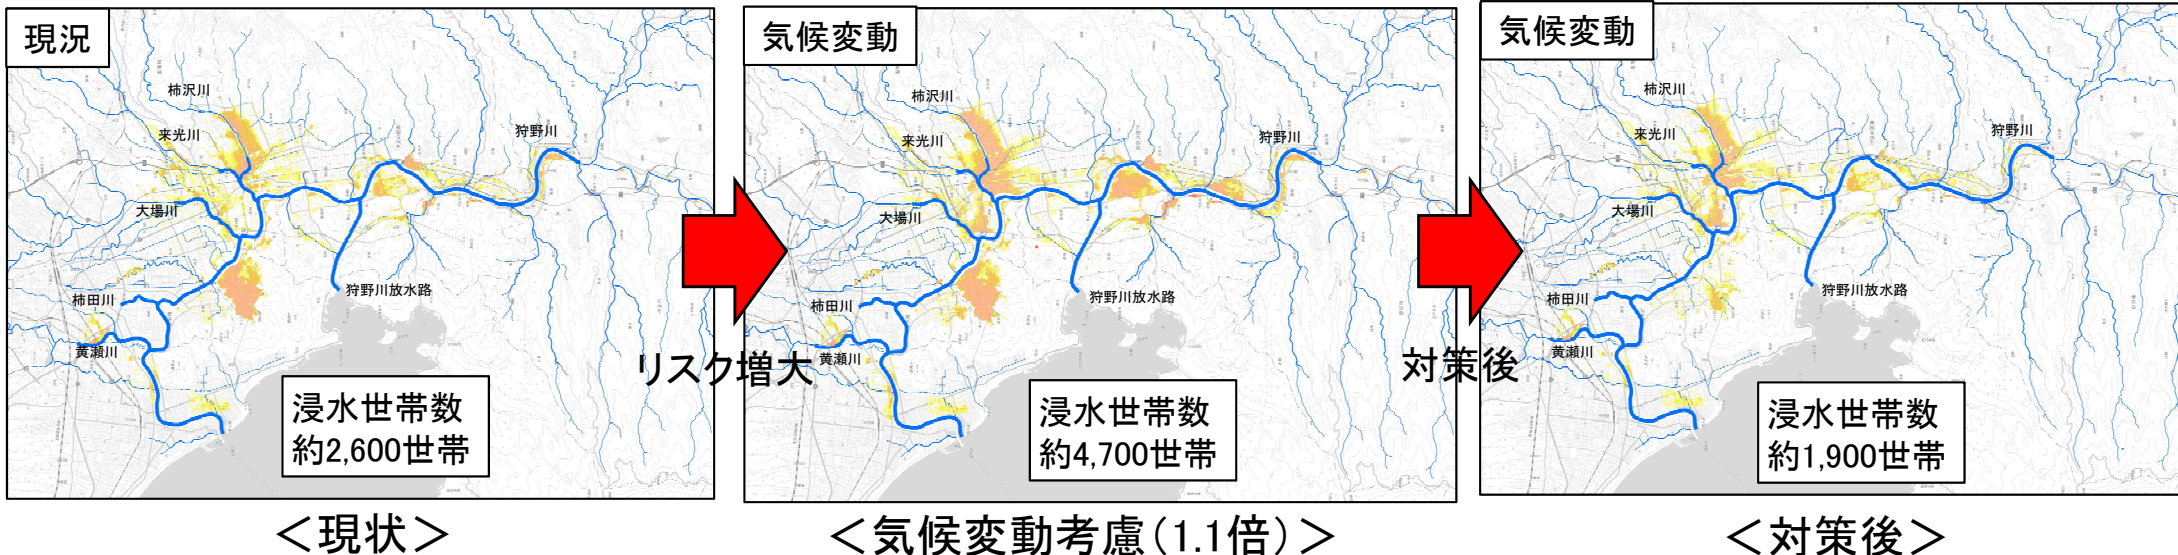 現況
柿沢川
来光川
狩野川
大場川
狩野川放水路
柿田川
黄瀬川
浸水世帯数
約2,600世帯
＜現状＞
リスク増大
気候変動
柿沢川
来光川
狩野川
大場川
狩野川放水路
柿田川
黄瀬川
浸水世帯数
約4,700世帯
＜気候変動考慮（1.1倍）＞
対策後
気候変動
柿沢川
来光川
狩野川
大場川
狩野川放水路
柿田川
黄瀬川
浸水世帯数
約1,900世帯
＜対策後＞